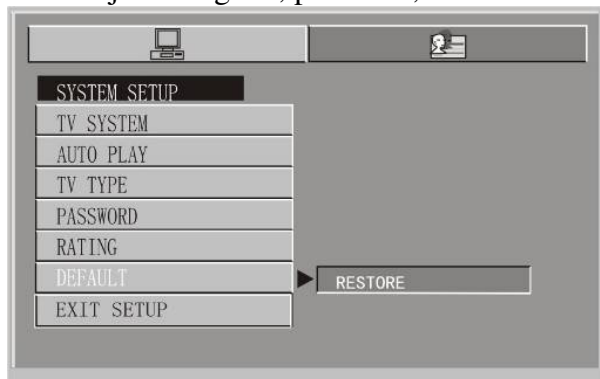 SYSTEM SETUP
TV SYSTEM
AUTO PLAY
TV TYPE
PASSWORD
RATING
DEFAULT
RESTORE
EXIT SETUP